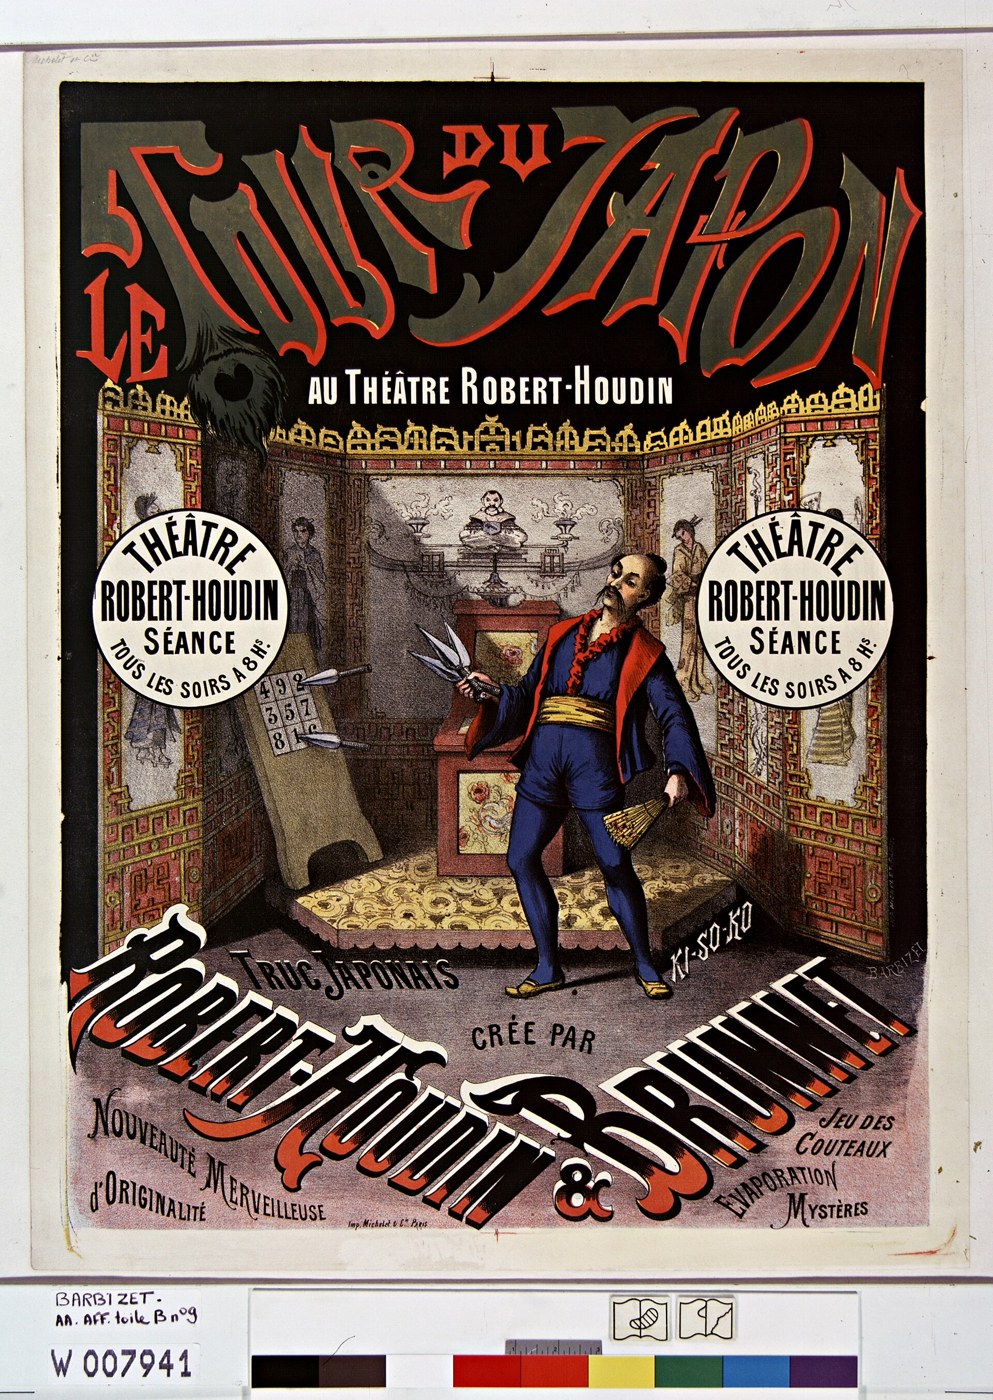 LE TOUR DU JAPON
AU THÉÂTRE ROBERT-HOUDIN
THÉÂTRE
ROBERT-HOUDIN
SÉANCE
TOUS LES SOIRS A 8 Hs
THÉÂTRE
ROBERT-HOUDIN
SÉANCE
TOUS LES SOIRS A 8 Hs
4 9 2
3 5 7
8 1 6
KI-SO-KO
BARBIZET
TRUC JAPONAIS
CRÉE PAR
ROBERT-HOUDIN & BRUNNET
NOUVEAUTÉ MERVEILLEUSE
d'ORIGINALITÉ
JEU DES
COUTEAUX
EVAPORATION
MYSTÈRES
Imp. Michelet & Cie PARIS
BARBIZET-
AA. AFF. toile B nº9
W 007941